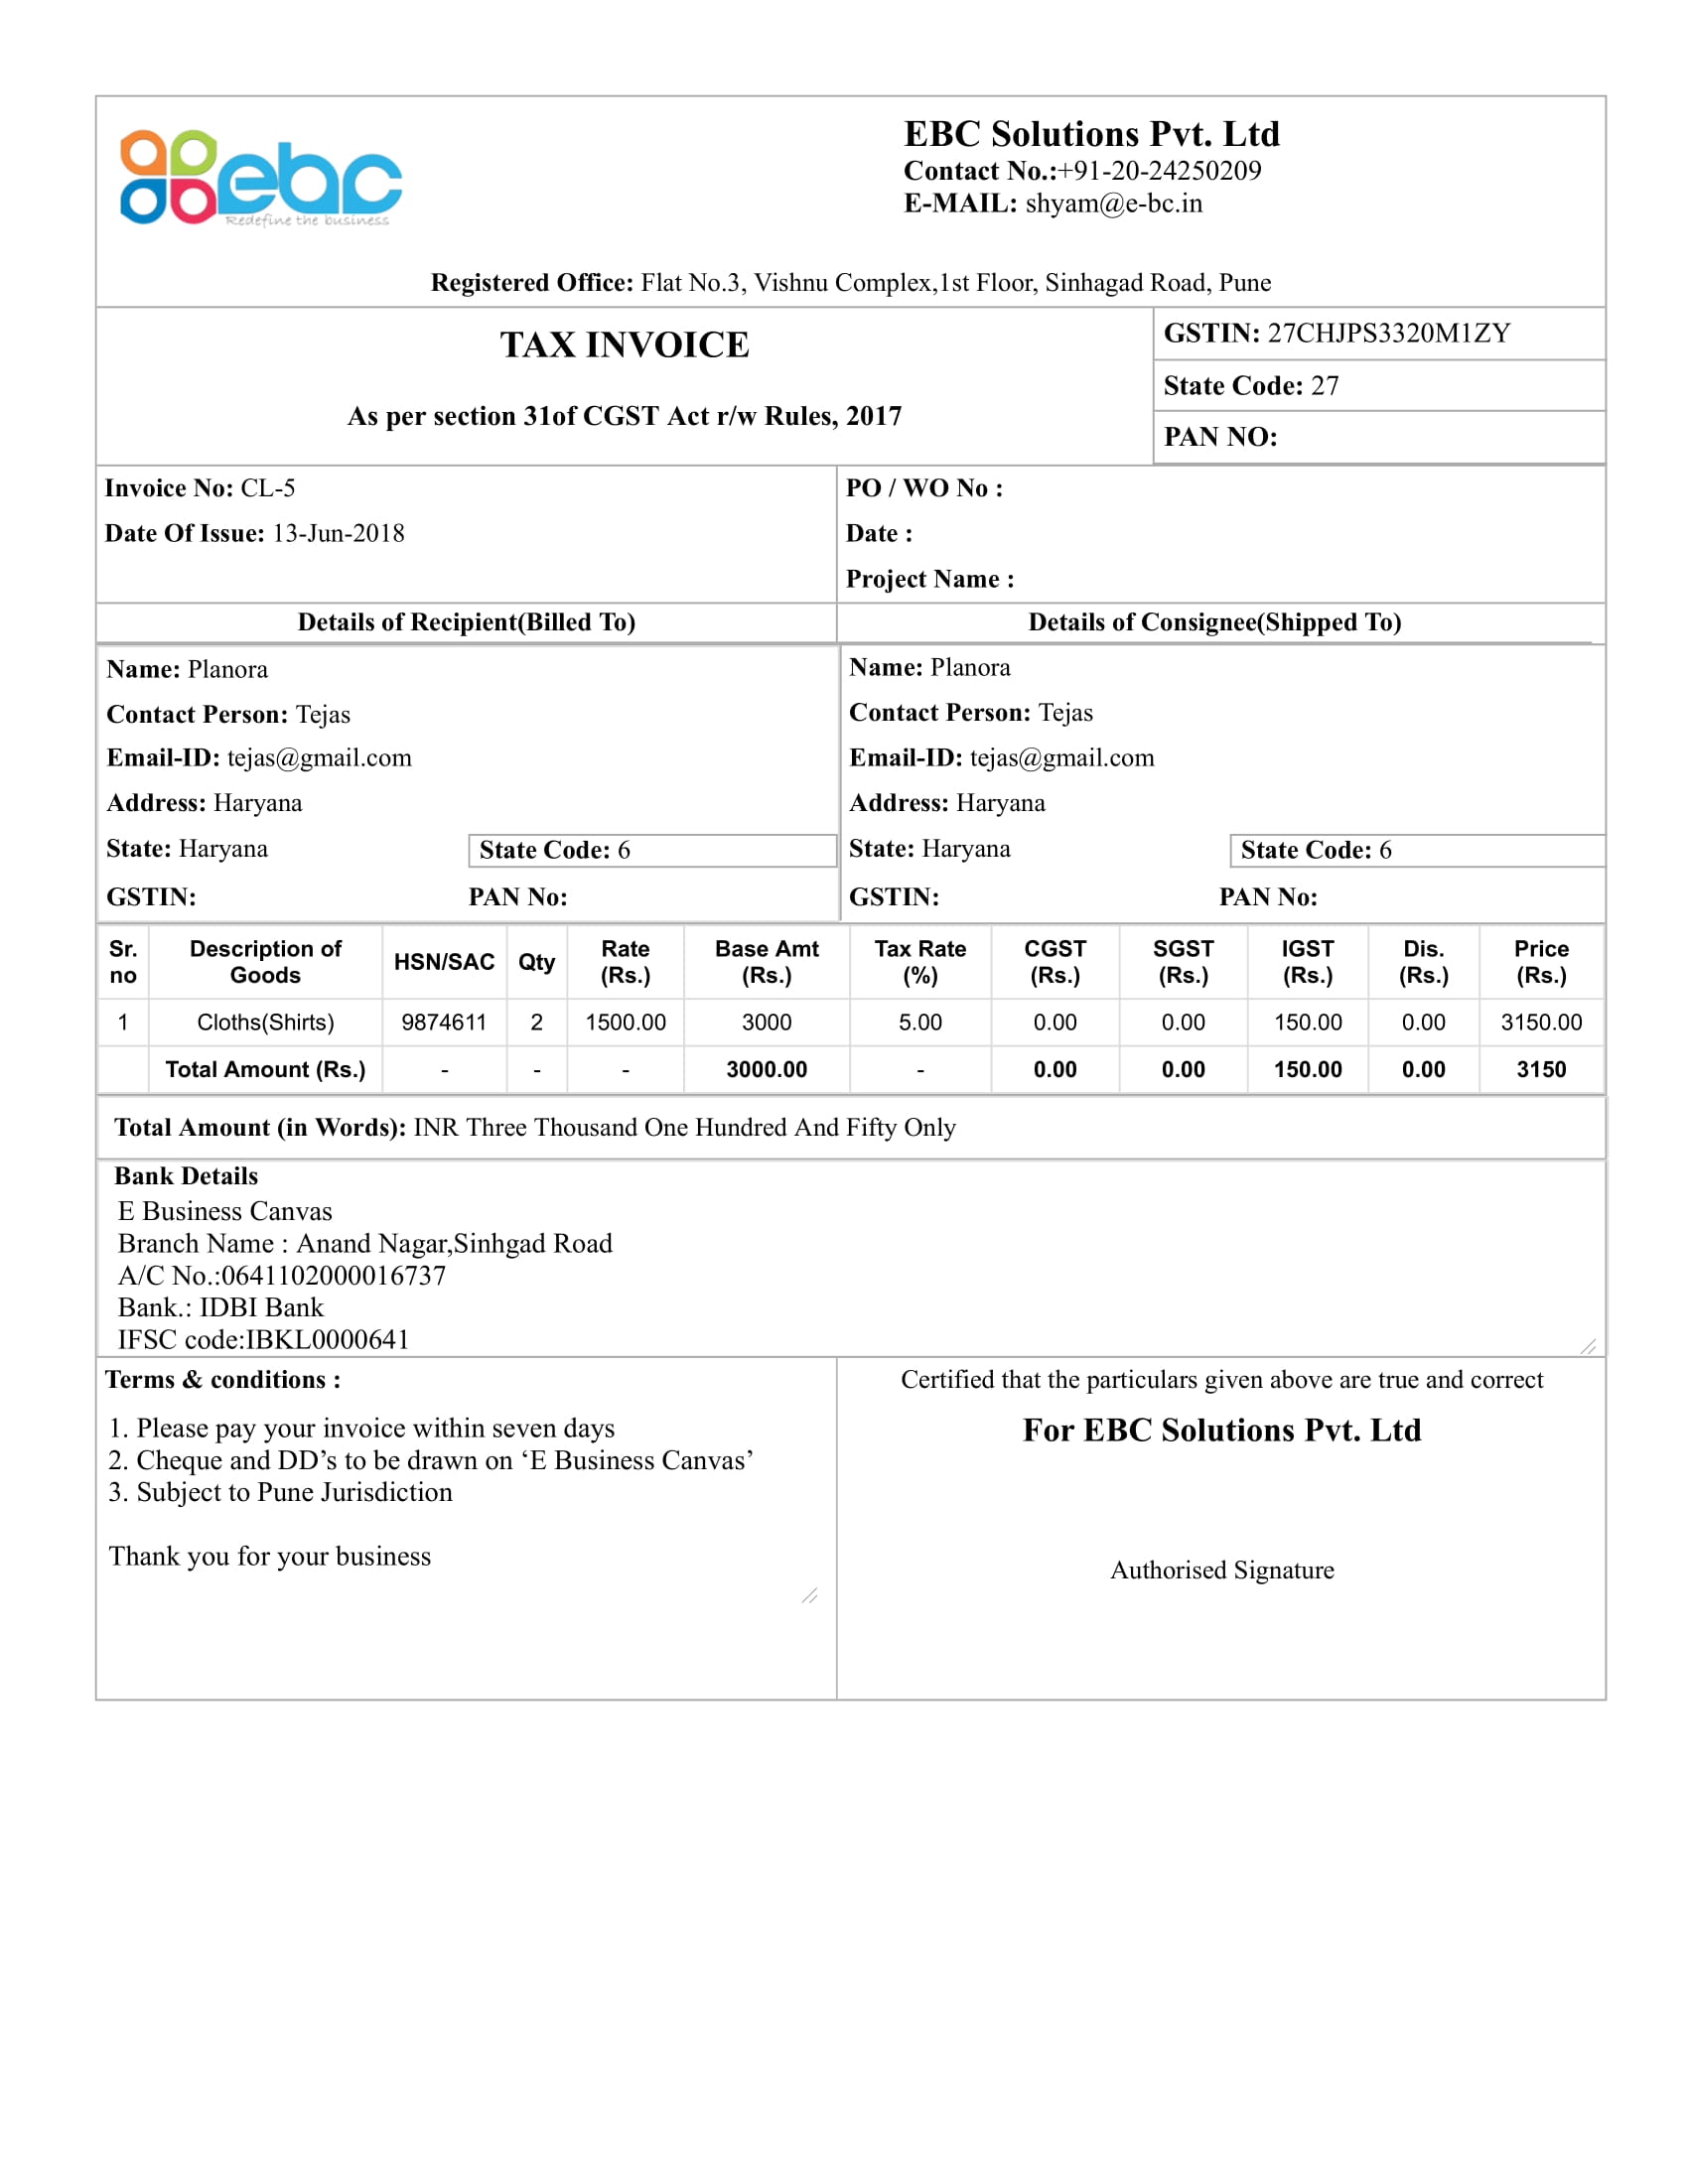 ebc
Redefine the business
EBC Solutions Pvt. Ltd
Contact No.:+91-20-24250209
E-MAIL: shyam@e-bc.in
Registered Office: Flat No.3, Vishnu Complex,1st Floor, Sinhagad Road, Pune
TAX INVOICE
As per section 31of CGST Act r/w Rules, 2017
GSTIN: 27CHJPS3320M1ZY
State Code: 27
PAN NO:
Invoice No: CL-5
Date Of Issue: 13-Jun-2018
PO / WO No :
Date :
Project Name :
Details of Recipient(Billed To)
Name: Planora
Contact Person: Tejas
Email-ID: tejas@gmail.com
Address: Haryana
State: Haryana State Code: 6
GSTIN: PAN No:
Details of Consignee(Shipped To)
Name: Planora
Contact Person: Tejas
Email-ID: tejas@gmail.com
Address: Haryana
State: Haryana State Code: 6
GSTIN: PAN No:
Sr. no Description of Goods HSN/SAC Qty Rate (Rs.) Base Amt (Rs.) Tax Rate (%) CGST (Rs.) SGST (Rs.) IGST (Rs.) Dis. (Rs.) Price (Rs.)
1 Cloths(Shirts) 9874611 2 1500.00 3000 5.00 0.00 0.00 150.00 0.00 3150.00
Total Amount (Rs.) - - - 3000.00 - 0.00 0.00 150.00 0.00 3150
Total Amount (in Words): INR Three Thousand One Hundred And Fifty Only
Bank Details
E Business Canvas
Branch Name : Anand Nagar,Sinhgad Road
A/C No.:0641102000016737
Bank.: IDBI Bank
IFSC code:IBKL0000641
Terms & conditions :
1. Please pay your invoice within seven days
2. Cheque and DD’s to be drawn on ‘E Business Canvas’
3. Subject to Pune Jurisdiction
Thank you for your business
Certified that the particulars given above are true and correct
For EBC Solutions Pvt. Ltd
Authorised Signature